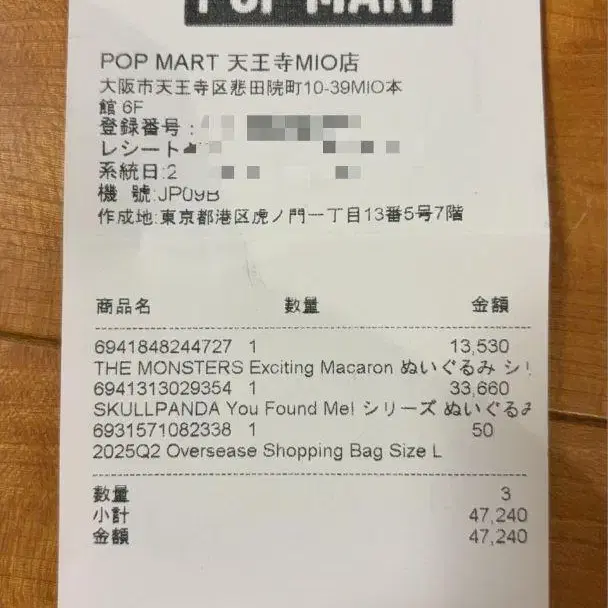 POP MART
POP MART 天王寺MIO店
大阪市天王寺区悲田院町10-39MIO本
館 6F
登録番号:
レシート
系統日:2
機 號:JP09B
作成地:東京都港区虎ノ門一丁目13番5号7階
商品名 数量 金額
6941848244727 1 13,530
THE MONSTERS Exciting Macaron ぬいぐるみ シリ
6941313029354 1 33,660
SKULLPANDA You Found Me! シリーズ ぬいぐるみ
6931571082338 1 50
2025Q2 Oversease Shopping Bag Size L
数量 3
小計 47,240
金額 47,240